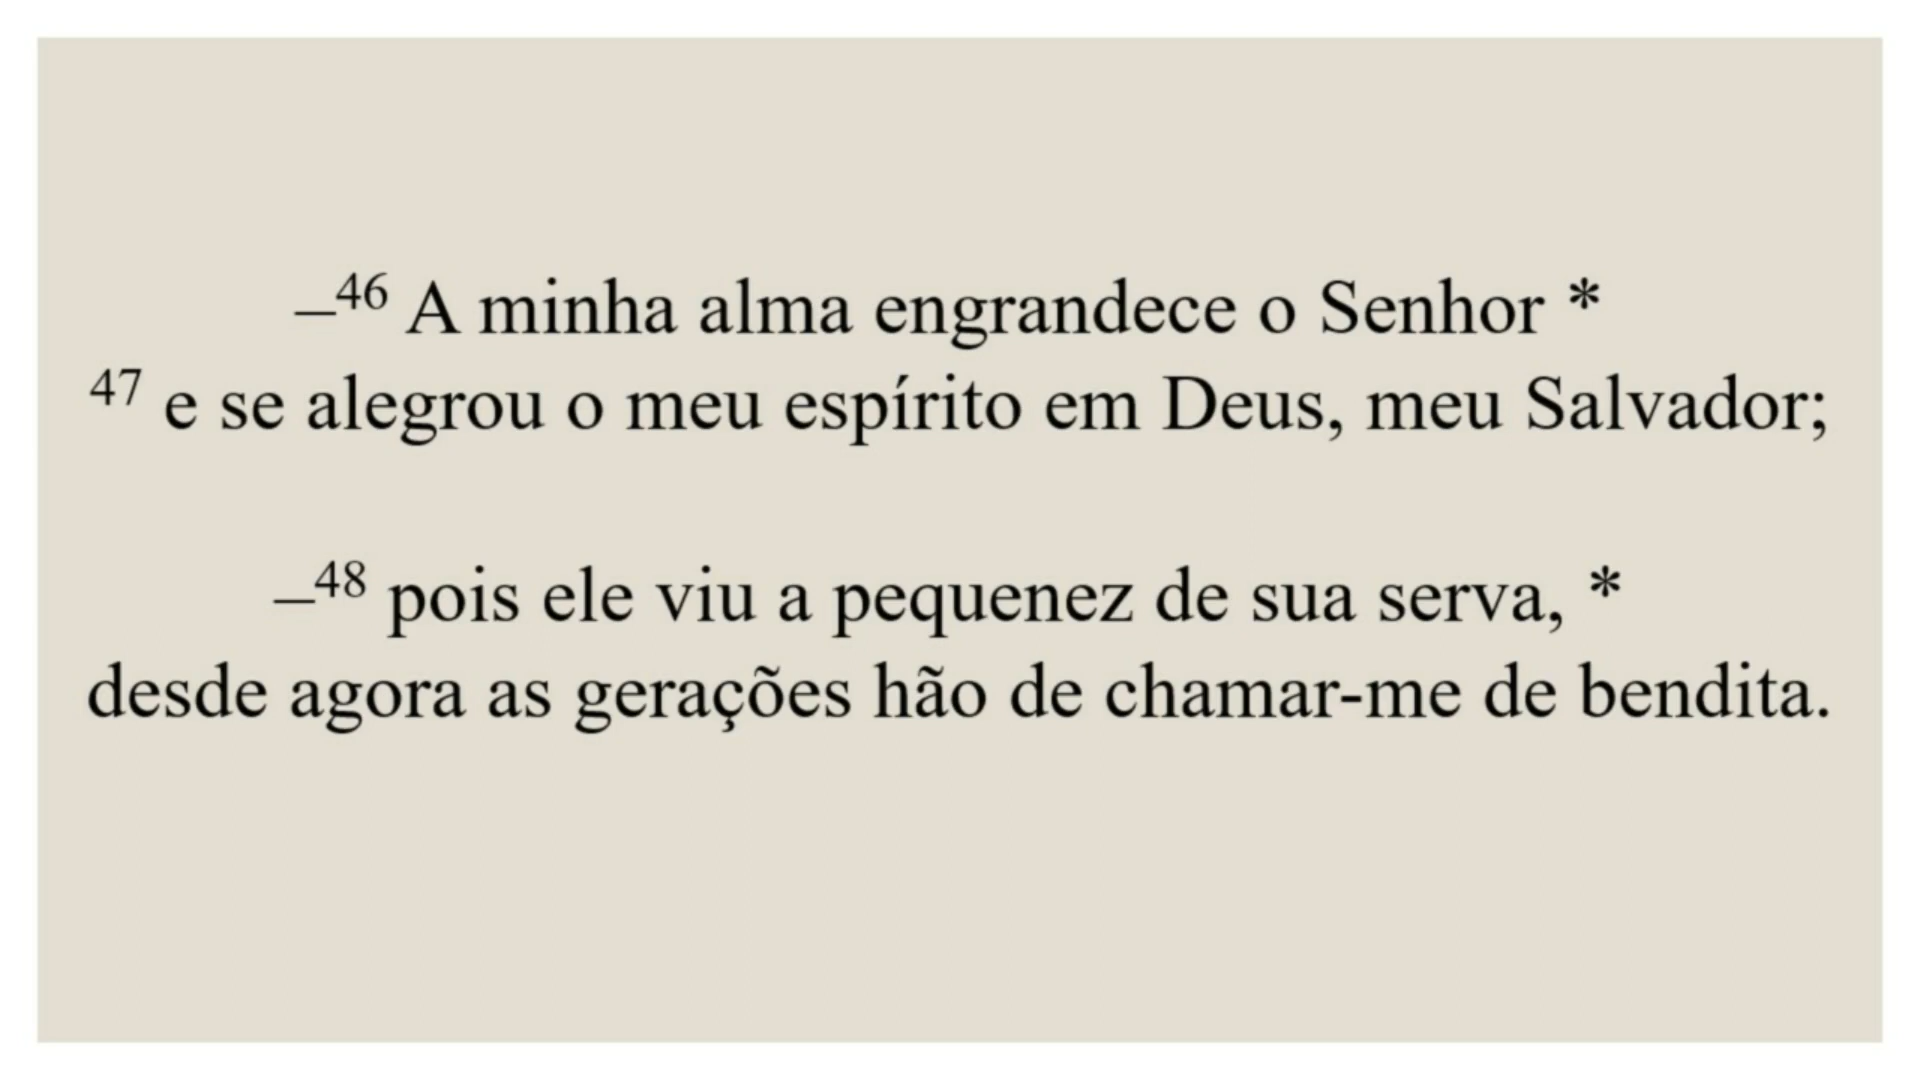 –46 A minha alma engrandece o Senhor *
47 e se alegrou o meu espírito em Deus, meu Salvador;
–48 pois ele viu a pequenez de sua serva, *
desde agora as gerações hão de chamar-me de bendita.